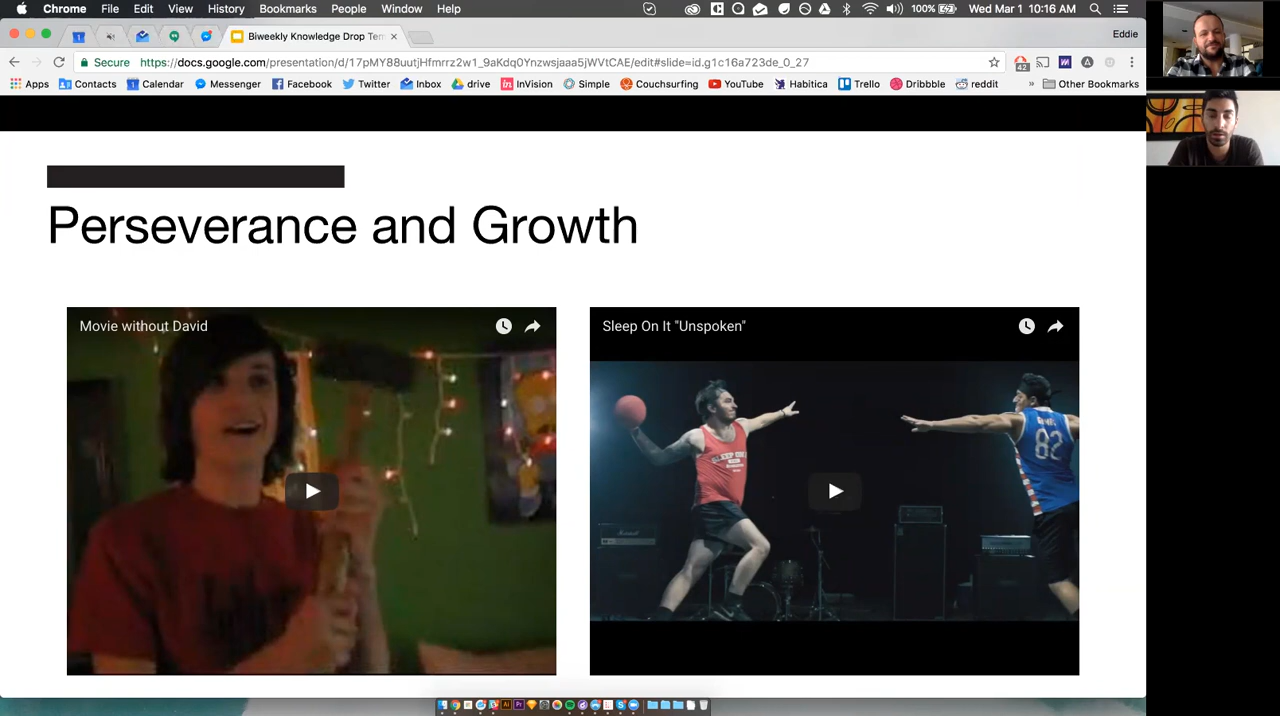 Chrome File Edit View History Bookmarks People Window Help 100% Wed Mar 1 10:16 AM
Biweekly Knowledge Drop Tem Eddie
Secure https://docs.google.com/presentation/d/17pMY88uutjHfmrrz2w1_9aKdq0Ynzwsjaaa5jWVtCAE/edit#slide=id.g1c16a723de_0_27
42
Apps Contacts Calendar Messenger Facebook Twitter Inbox drive InVision Simple Couchsurfing YouTube Habitica Trello Dribbble reddit » Other Bookmarks
Perseverance and Growth
Movie without David
Sleep On It "Unspoken"
82